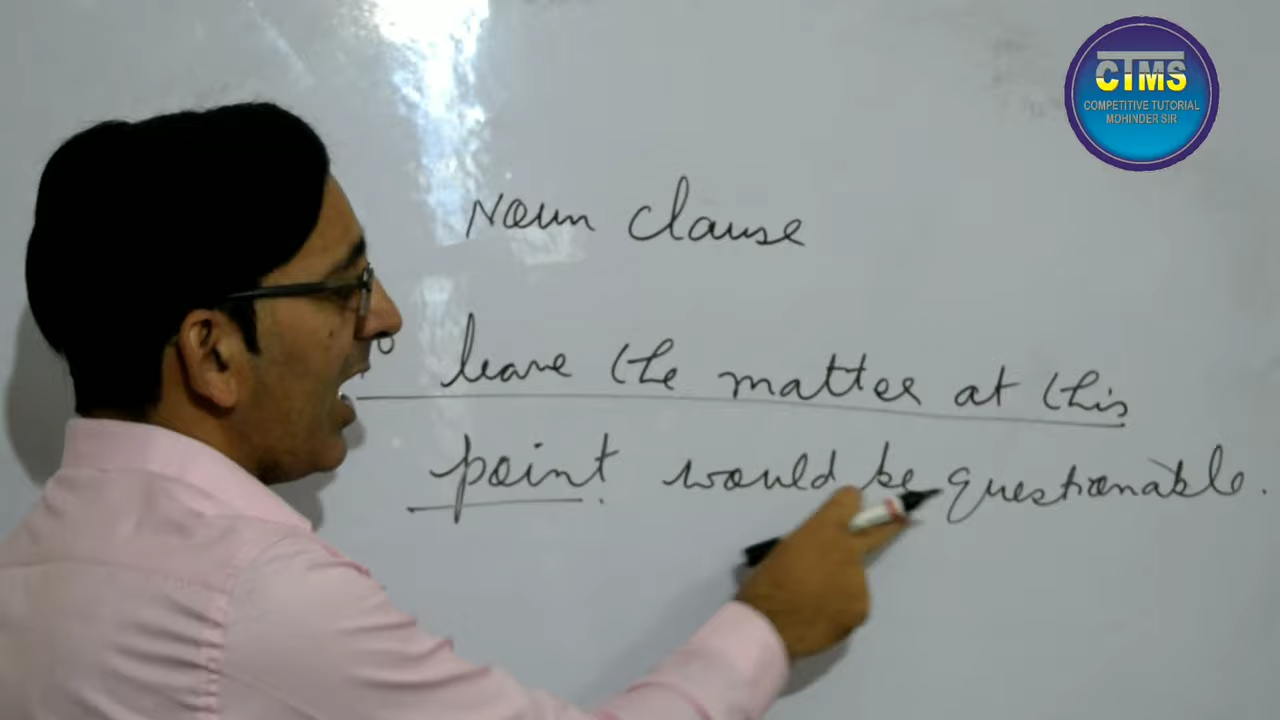 CTMS
COMPETITIVE TUTORIAL
MOHINDER SIR
Noun clause
leave the matter at this
point would be questionable.